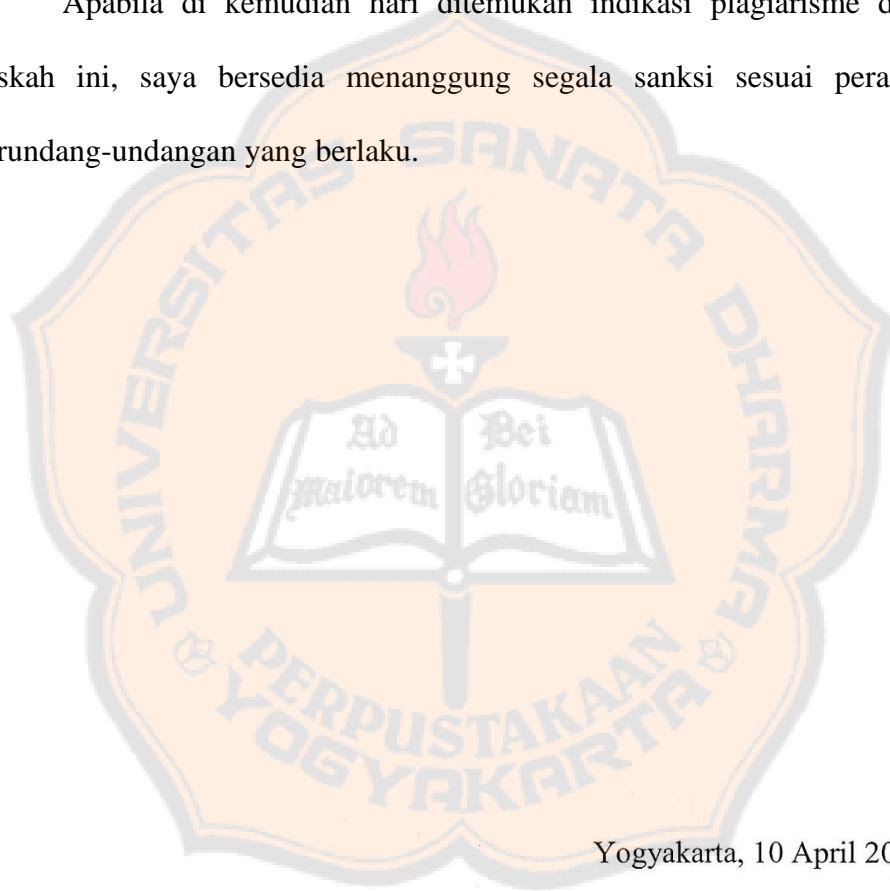 Apabila di kemudian hari ditemukan indikasi plagiarisme d
skah ini, saya bersedia menanggung segala sanksi sesuai pera
rundang-undangan yang berlaku.
UNIVERSITAS SANATA DHARMA
Ad Dei
Maiorem Gloriam
PERPUSTAKAAN
YOGYAKARTA
Yogyakarta, 10 April 20